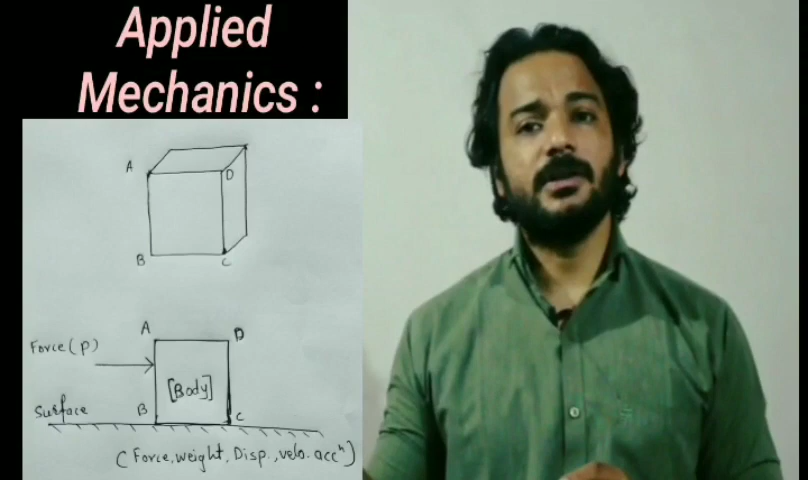 Applied
Mechanics :
A
D
B
C
A
D
Force(P)
[Body]
Surface
B
C
(Force, weight, Disp., velo. accⁿ)